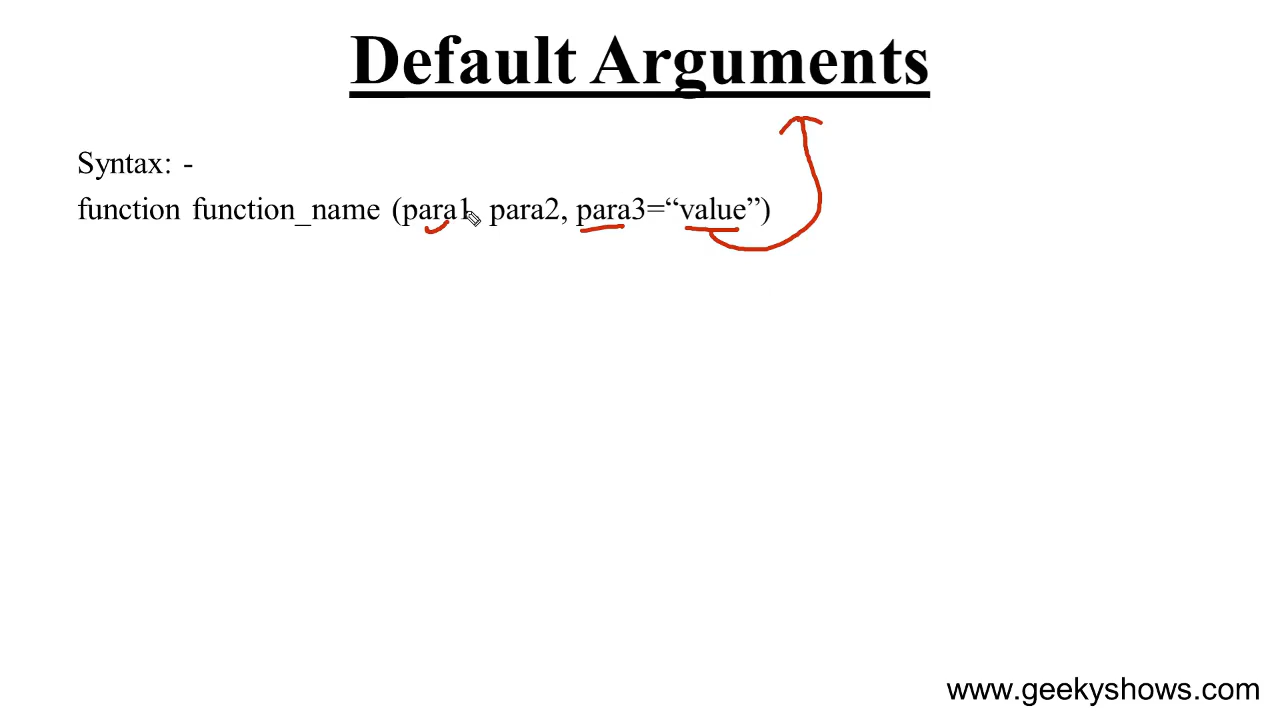 Default Arguments
Syntax: -
function function_name (para1, para2, para3=“value”)
www.geekyshows.com